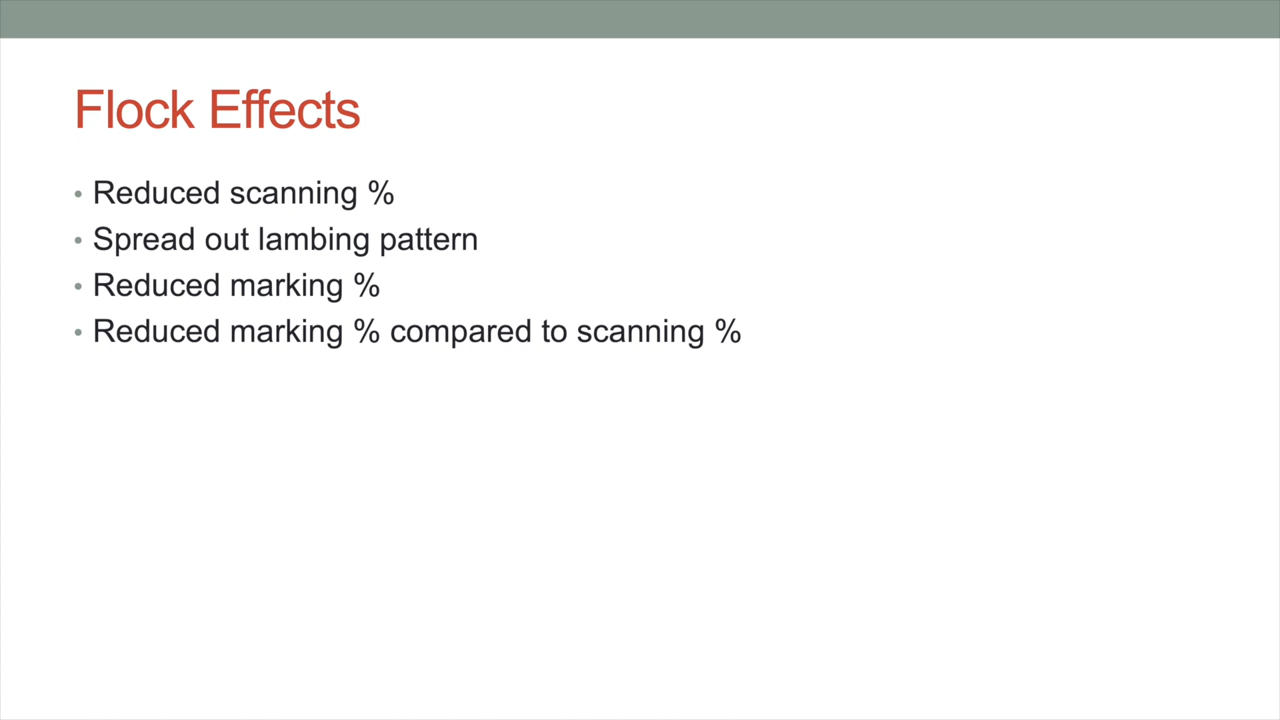 Flock Effects
• Reduced scanning %
• Spread out lambing pattern
• Reduced marking %
• Reduced marking % compared to scanning %